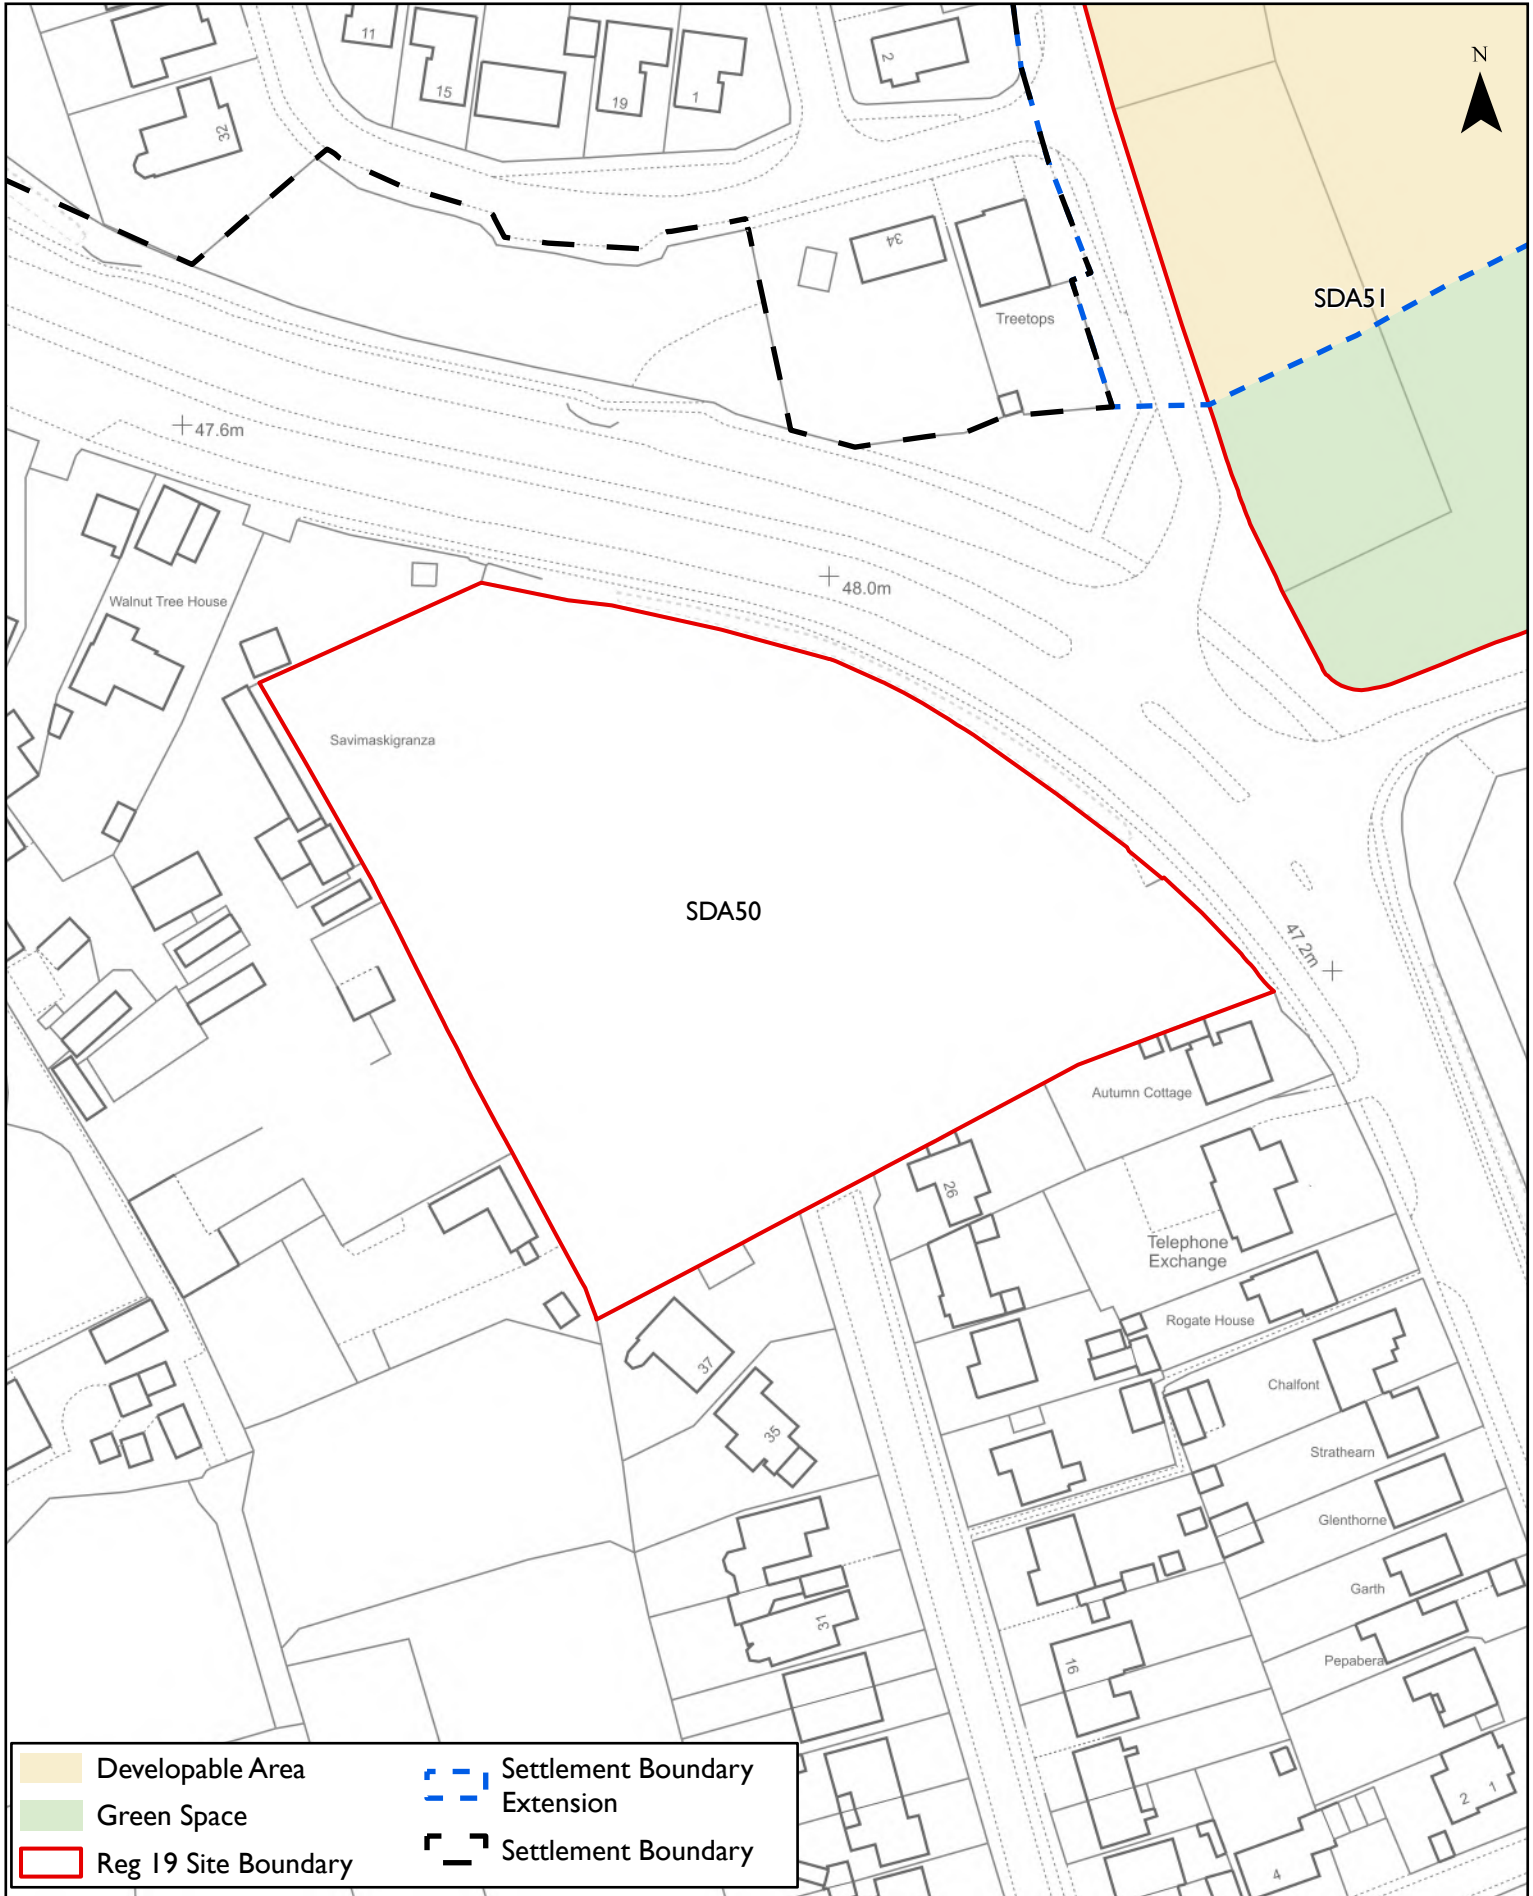 11
15
19
1
2
N
32
34
Treetops
SDA51
47.6m
48.0m
Walnut Tree House
Savimaskigranza
SDA50
47.2m
Autumn Cottage
26
Telephone
Exchange
Rogate House
37
Chalfont
35
Strathearn
Glenthorne
Garth
31
16
Pepabera
2
1
4
Developable Area
Green Space
Reg 19 Site Boundary
Settlement Boundary
Extension
Settlement Boundary